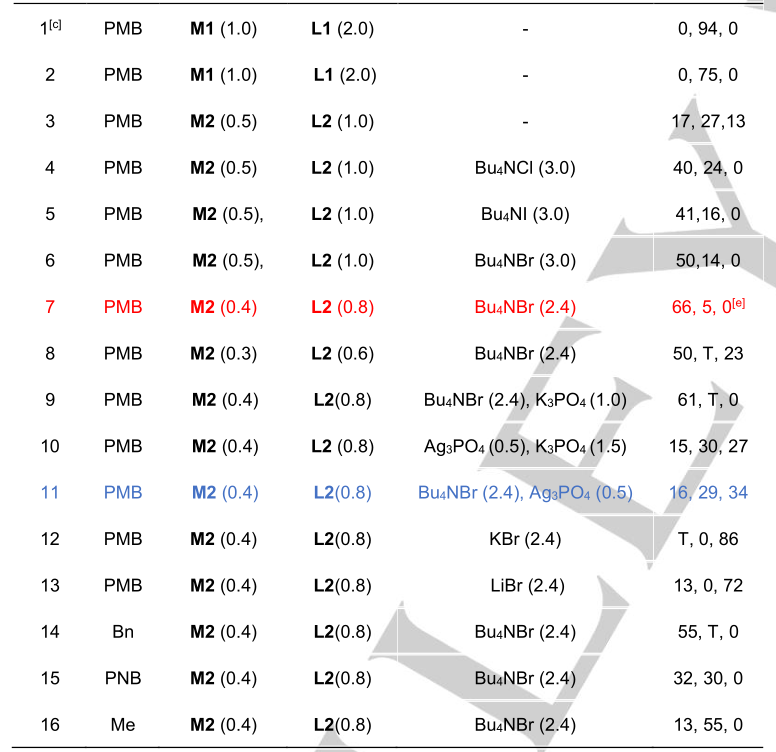 1[c] PMB M1 (1.0) L1 (2.0) - 0, 94, 0
2 PMB M1 (1.0) L1 (2.0) - 0, 75, 0
3 PMB M2 (0.5) L2 (1.0) - 17, 27,13
4 PMB M2 (0.5) L2 (1.0) Bu4NCl (3.0) 40, 24, 0
5 PMB M2 (0.5), L2 (1.0) Bu4NI (3.0) 41,16, 0
6 PMB M2 (0.5), L2 (1.0) Bu4NBr (3.0) 50,14, 0
7 PMB M2 (0.4) L2 (0.8) Bu4NBr (2.4) 66, 5, 0[e]
8 PMB M2 (0.3) L2 (0.6) Bu4NBr (2.4) 50, T, 23
9 PMB M2 (0.4) L2(0.8) Bu4NBr (2.4), K3PO4 (1.0) 61, T, 0
10 PMB M2 (0.4) L2 (0.8) Ag3PO4 (0.5), K3PO4 (1.5) 15, 30, 27
11 PMB M2 (0.4) L2(0.8) Bu4NBr (2.4), Ag3PO4 (0.5) 16, 29, 34
12 PMB M2 (0.4) L2(0.8) KBr (2.4) T, 0, 86
13 PMB M2 (0.4) L2(0.8) LiBr (2.4) 13, 0, 72
14 Bn M2 (0.4) L2(0.8) Bu4NBr (2.4) 55, T, 0
15 PNB M2 (0.4) L2(0.8) Bu4NBr (2.4) 32, 30, 0
16 Me M2 (0.4) L2(0.8) Bu4NBr (2.4) 13, 55, 0